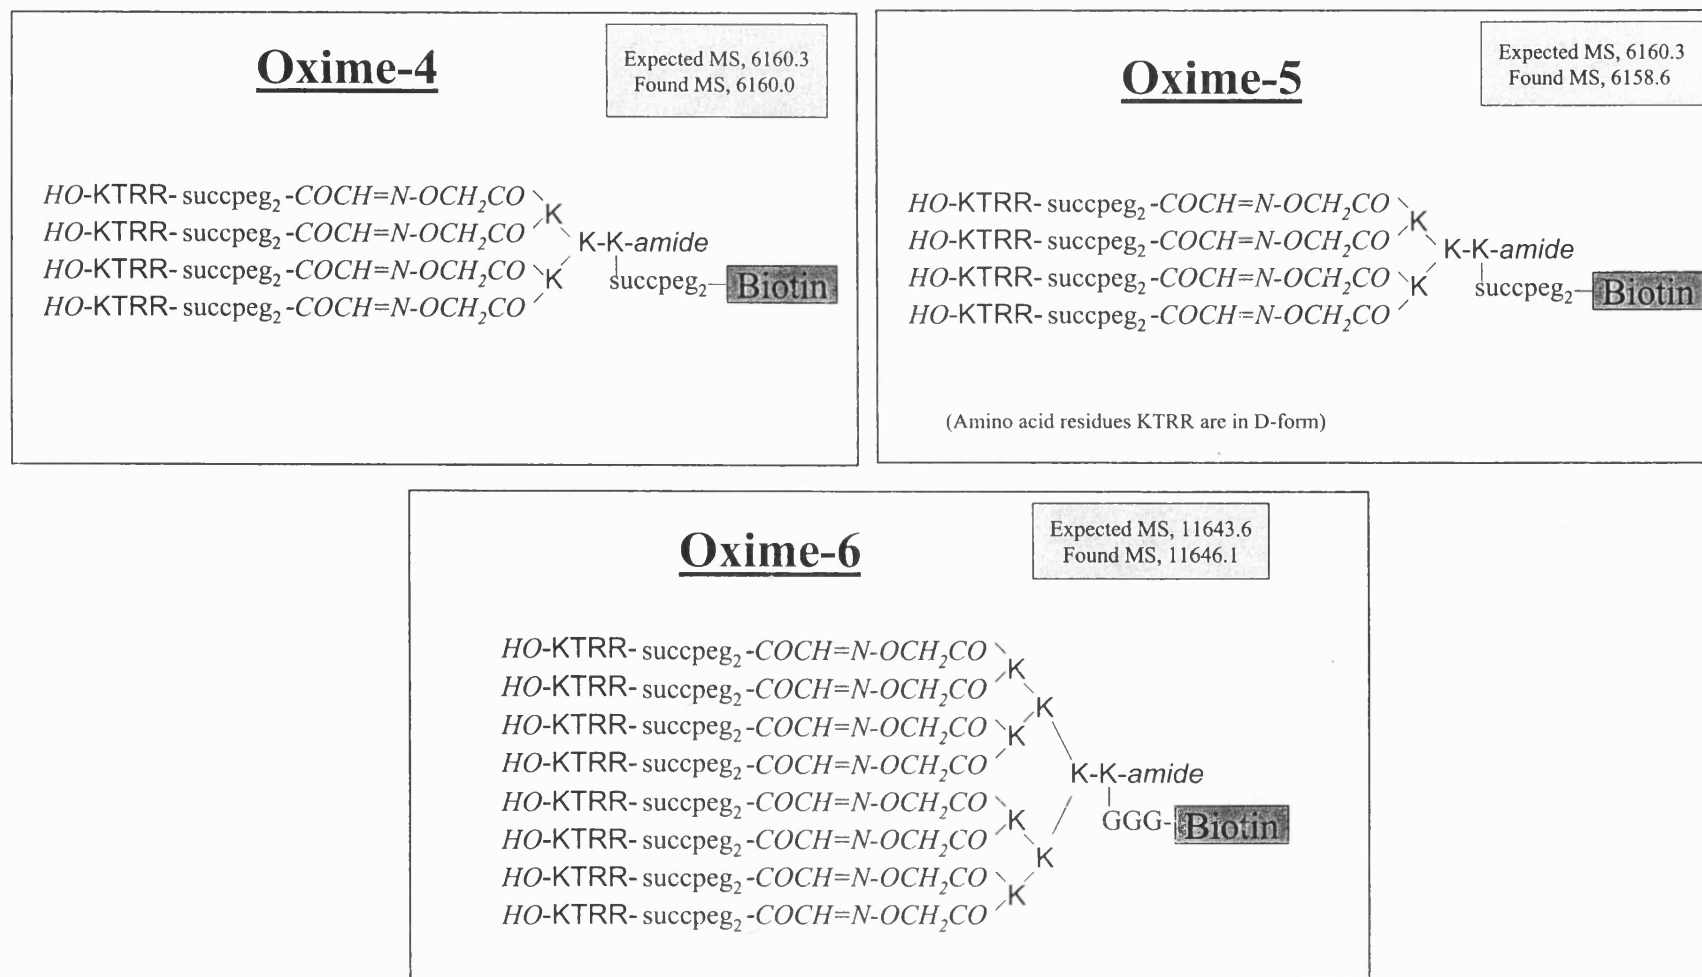 Oxime-4
Expected MS, 6160.3
Found MS, 6160.0
HO-KTRR- succpeg₂ -COCH=N-OCH₂CO
HO-KTRR- succpeg₂ -COCH=N-OCH₂CO
HO-KTRR- succpeg₂ -COCH=N-OCH₂CO
HO-KTRR- succpeg₂ -COCH=N-OCH₂CO
K
K
K-K-amide
succpeg₂ — Biotin
Oxime-5
Expected MS, 6160.3
Found MS, 6158.6
HO-KTRR- succpeg₂ -COCH=N-OCH₂CO
HO-KTRR- succpeg₂ -COCH=N-OCH₂CO
HO-KTRR- succpeg₂ -COCH=N-OCH₂CO
HO-KTRR- succpeg₂ -COCH=N-OCH₂CO
K
K
K-K-amide
succpeg₂ — Biotin
(Amino acid residues KTRR are in D-form)
Oxime-6
Expected MS, 11643.6
Found MS, 11646.1
HO-KTRR- succpeg₂ -COCH=N-OCH₂CO
HO-KTRR- succpeg₂ -COCH=N-OCH₂CO
HO-KTRR- succpeg₂ -COCH=N-OCH₂CO
HO-KTRR- succpeg₂ -COCH=N-OCH₂CO
HO-KTRR- succpeg₂ -COCH=N-OCH₂CO
HO-KTRR- succpeg₂ -COCH=N-OCH₂CO
HO-KTRR- succpeg₂ -COCH=N-OCH₂CO
HO-KTRR- succpeg₂ -COCH=N-OCH₂CO
K
K
K
K
K
K
K-K-amide
GGG- Biotin